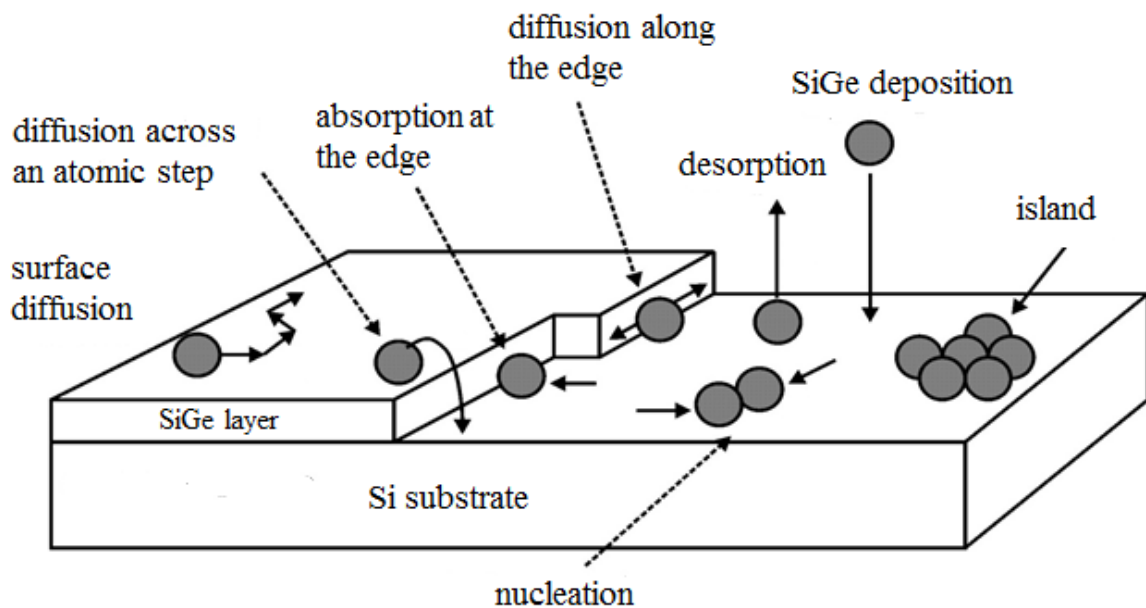 diffusion along
the edge
SiGe deposition
absorption at
the edge
diffusion across
an atomic step
desorption
island
surface
diffusion
SiGe layer
Si substrate
nucleation